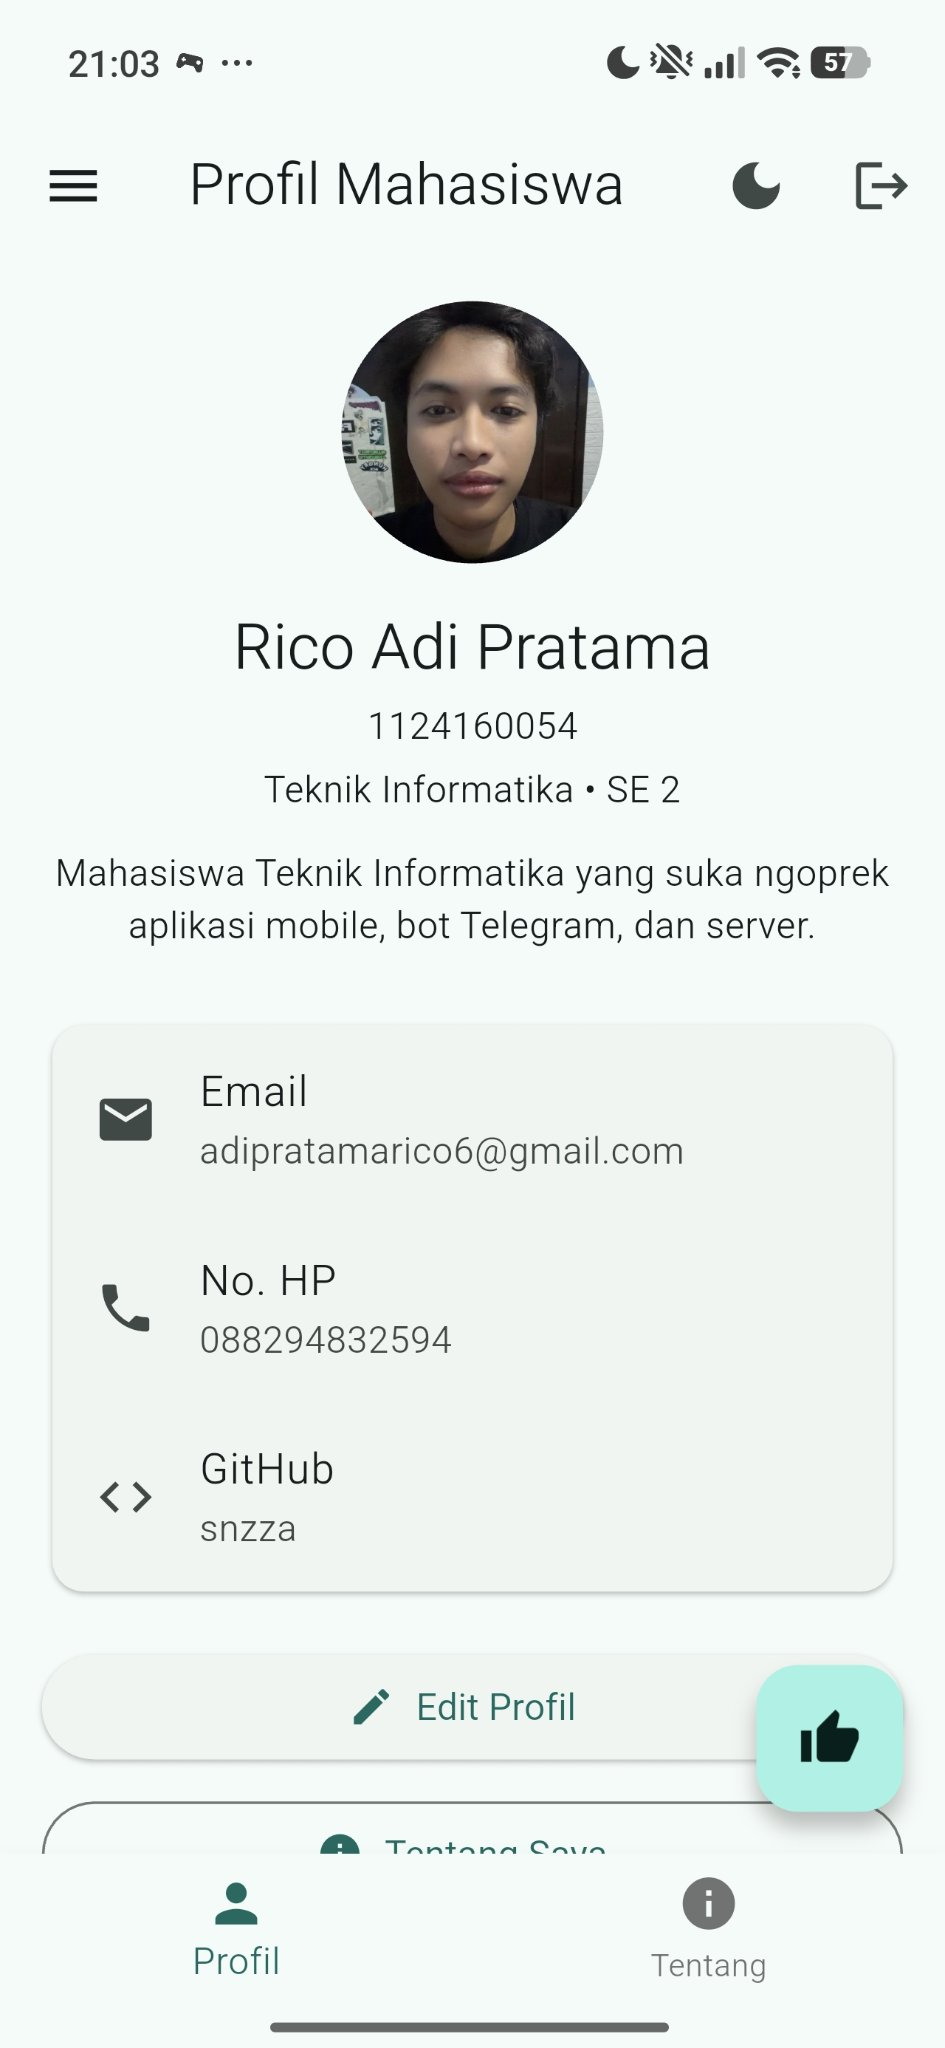 21:03
57
Profil Mahasiswa
Rico Adi Pratama
1124160054
Teknik Informatika • SE 2
Mahasiswa Teknik Informatika yang suka ngoprek
aplikasi mobile, bot Telegram, dan server.
Email
adipratamarico6@gmail.com
No. HP
088294832594
GitHub
snzza
Edit Profil
Tentang Saya
Profil
Tentang